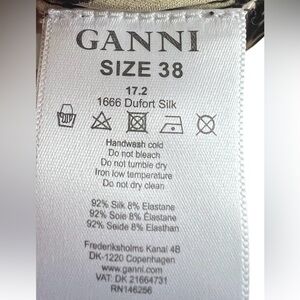 GANNI
SIZE 38
17.2
1666 Dufort Silk
Handwash cold
Do not bleach
Do not tumble dry
Iron low temperature
Do not dry clean
92% Silk 8% Elastane
92% Soie 8% Élastane
92% Seide 8% Elasthan
Frederiksholms Kanal 4B
DK-1220 Copenhagen
www.ganni.com
VAT: DK 21664731
RN146256